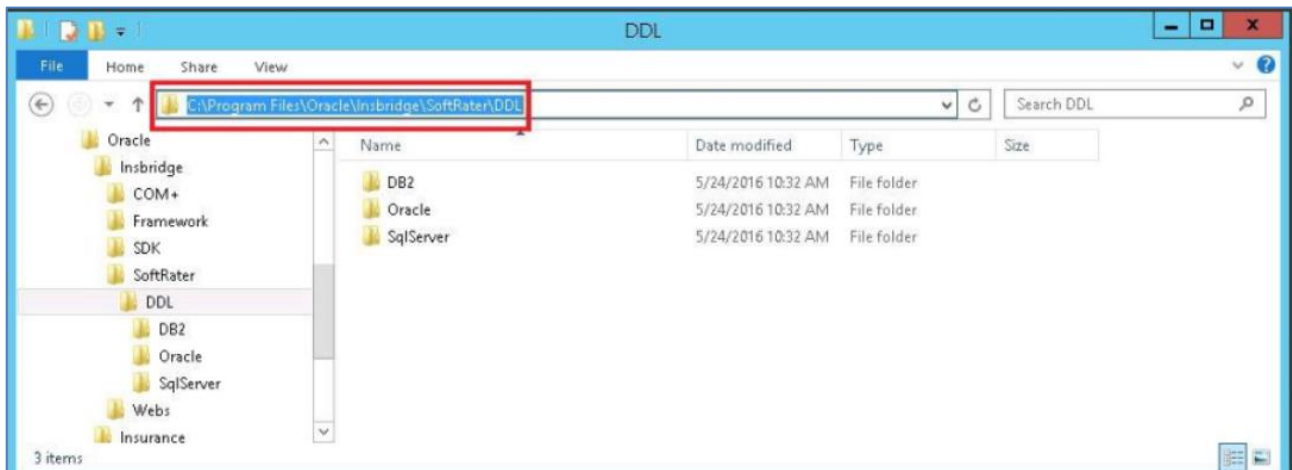 DDL
File Home Share View
C:\Program Files\Oracle\Insbridge\SoftRater\DDL
Search DDL
Oracle
Insbridge
COM+
Framework
SDK
SoftRater
DDL
DB2
Oracle
SqlServer
Webs
Insurance
Name Date modified Type Size
DB2 5/24/2016 10:32 AM File folder
Oracle 5/24/2016 10:32 AM File folder
SqlServer 5/24/2016 10:32 AM File folder
3 items